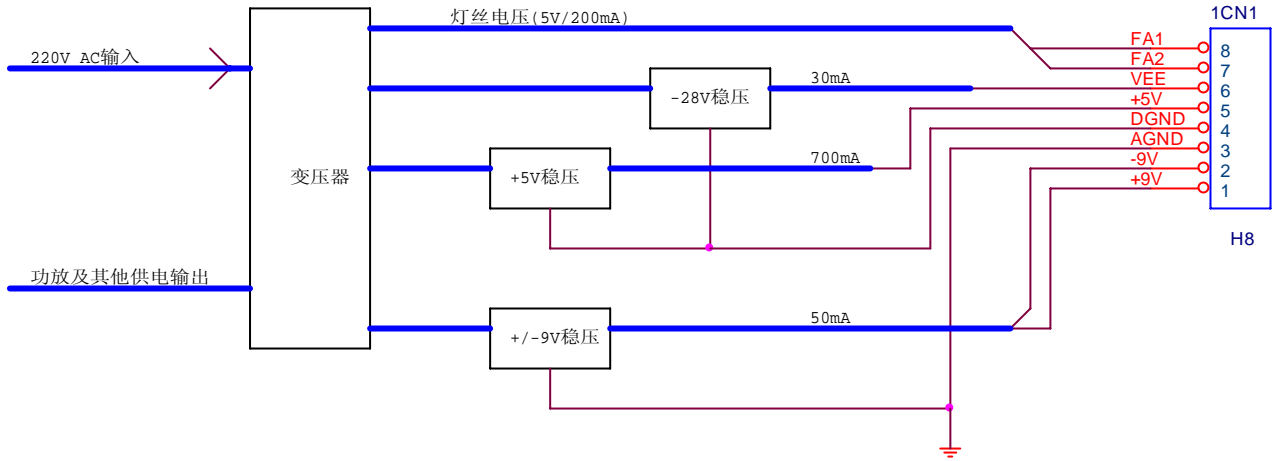 灯丝电压(5V/200mA)
1CN1
220V AC输入
FA1
8
FA2
7
30mA
VEE
6
-28V稳压
+5V
5
DGND
4
AGND
3
变压器
+5V稳压
700mA
-9V
2
+9V
1
H8
功放及其他供电输出
+/-9V稳压
50mA